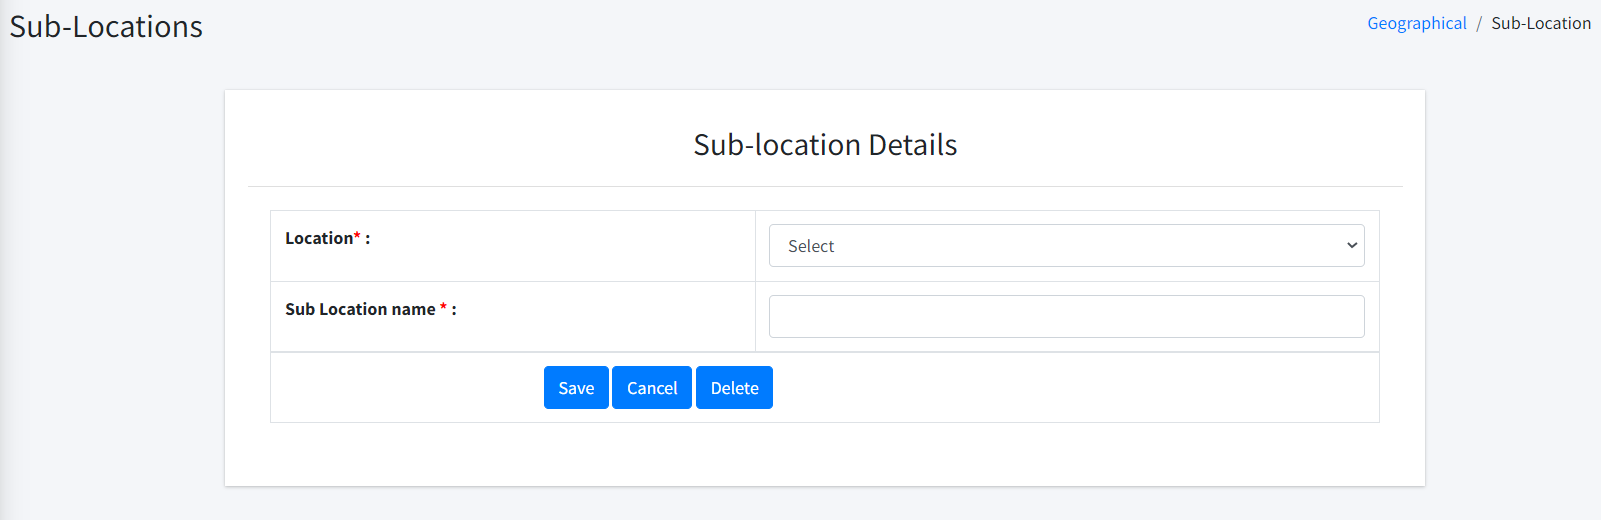 Sub-Locations
Geographical / Sub-Location
Sub-location Details
Location* :
Select
Sub Location name * :
Save Cancel Delete